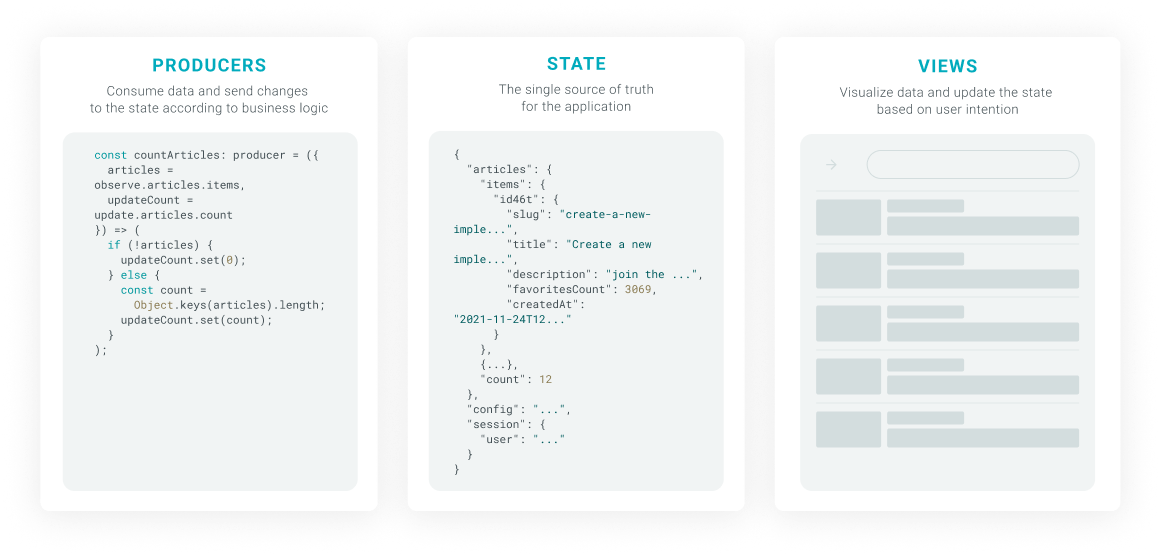 PRODUCERS
Consume data and send changes
to the state according to business logic
const countArticles: producer = ({
  articles =
observe.articles.items,
  updateCount =
update.articles.count
}) => (
  if (!articles) {
    updateCount.set(0);
  } else {
    const count =
      Object.keys(articles).length;
    updateCount.set(count);
  }
);
STATE
The single source of truth
for the application
{
  "articles": {
    "items": {
      "id46t": {
        "slug": "create-a-new-
imple...",
        "title": "Create a new
imple...",
        "description": "join the ...",
        "favoritesCount": 3069,
        "createdAt":
"2021-11-24T12..."
      }
    },
    {...},
    "count": 12
  },
  "config": "...",
  "session": {
    "user": "..."
  }
}
VIEWS
Visualize data and update the state
based on user intention